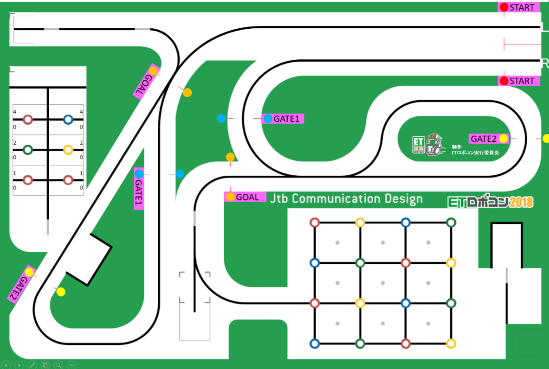 START
L
R
GOAL
START
GATE1
GATE2
ET
ETロボコン実行委員会
4 4
0 0
2 2
0 0
1 1
0 0
GATE1
GOAL
Jtb Communication Design
ETロボコン2018
GATE2